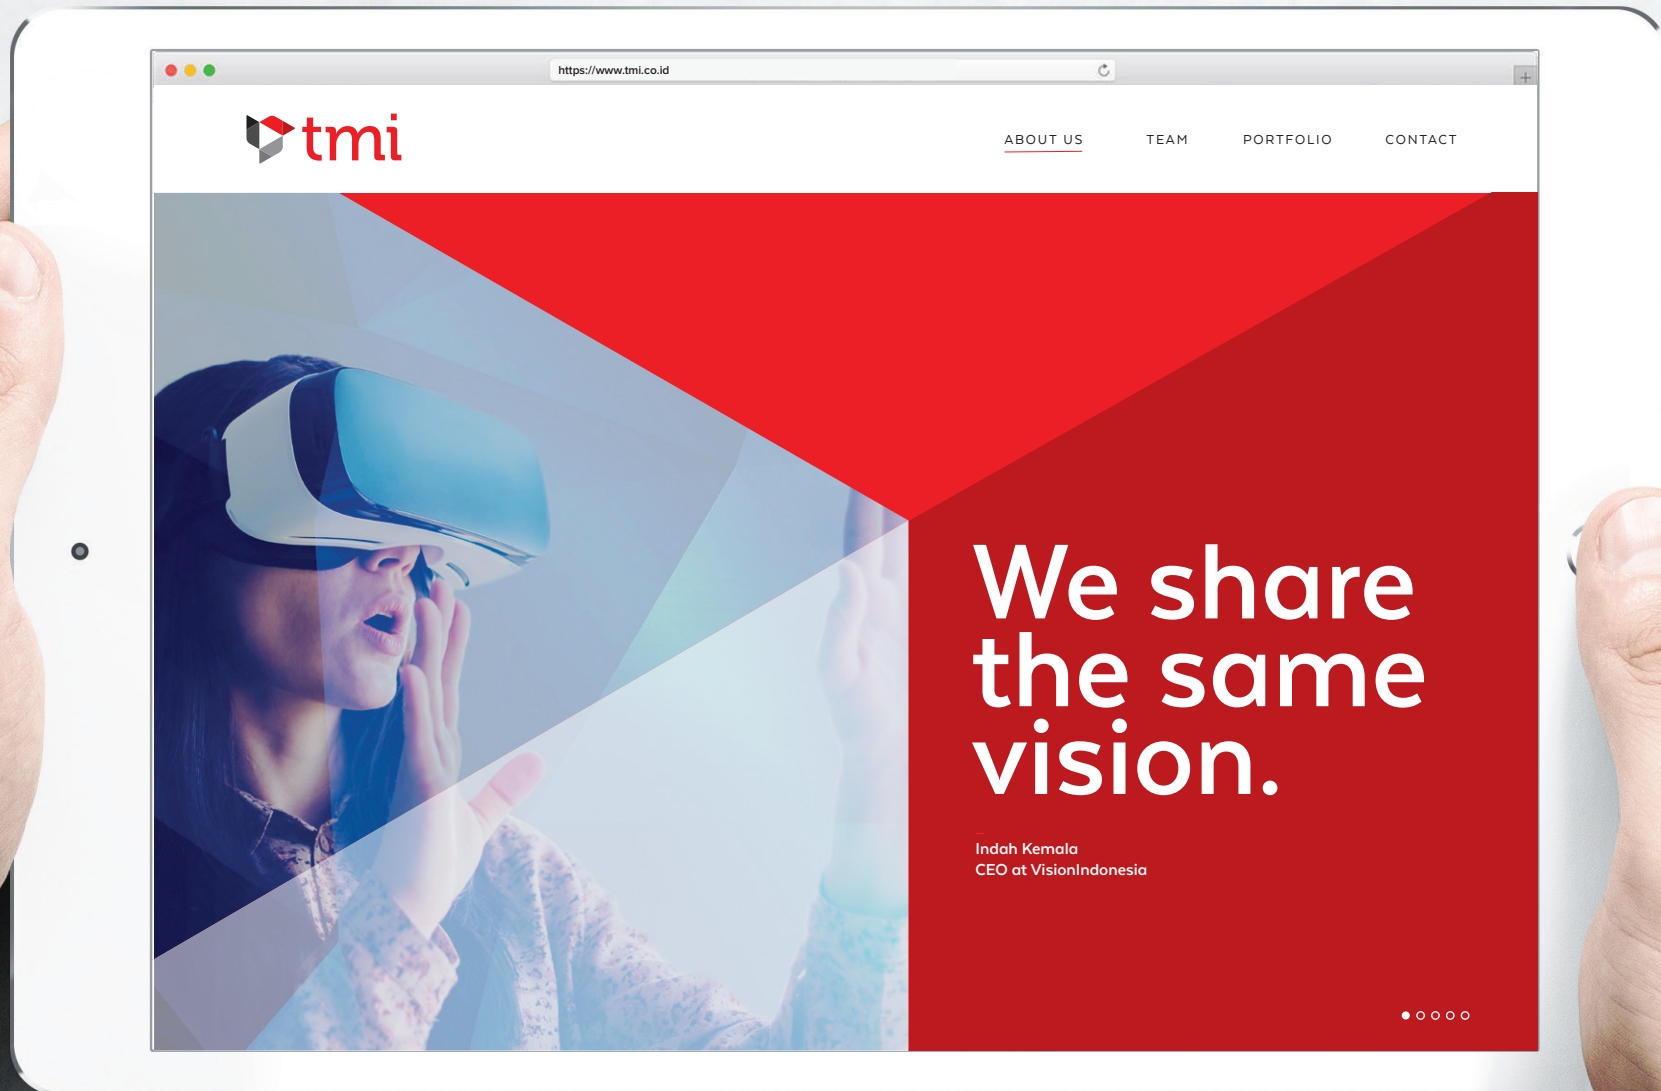 https://www.tmi.co.id
tmi
ABOUT US TEAM PORTFOLIO CONTACT
We share
the same
vision.
Indah Kemala
CEO at VisionIndonesia